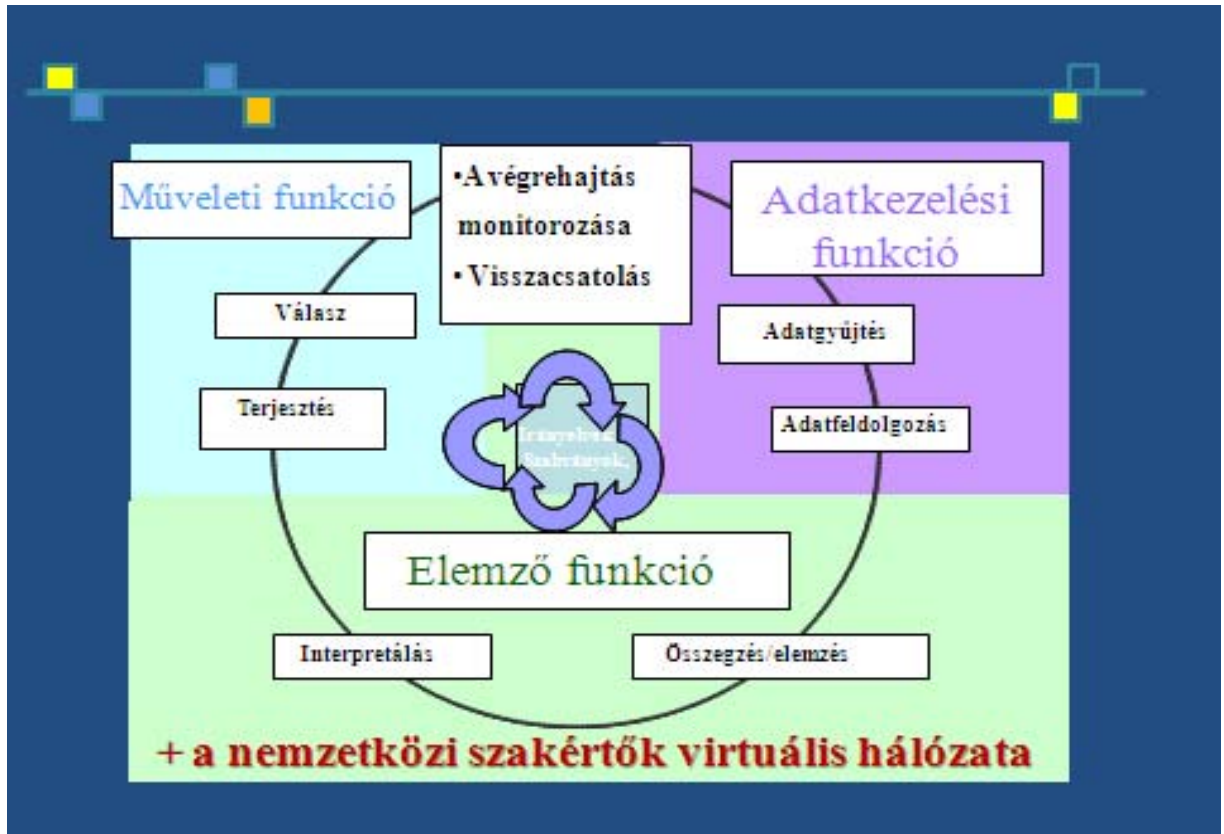 Műveleti funkció
•A végrehajtás
monitorozása
• Visszacsatolás
Adatkezelési
funkció
Válasz
Adatgyűjtés
Terjesztés
Adatfeldolgozás
Szabványok,
Elemző funkció
Interpretálás
Összegzés/elemzés
+ a nemzetközi szakértők virtuális hálózata